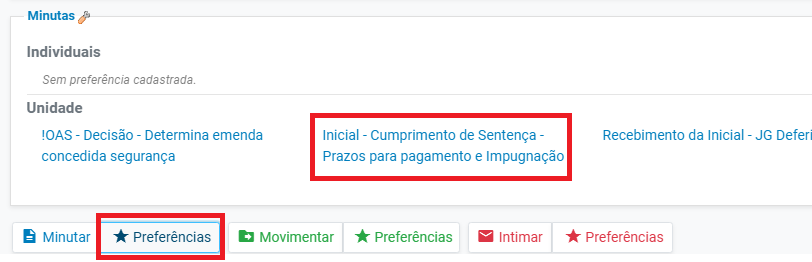 Minutas
Individuais
Sem preferência cadastrada.
Unidade
!OAS - Decisão - Determina emenda
concedida segurança
Inicial - Cumprimento de Sentença -
Prazos para pagamento e Impugnação
Recebimento da Inicial - JG Deferi
Minutar Preferências Movimentar Preferências Intimar Preferências